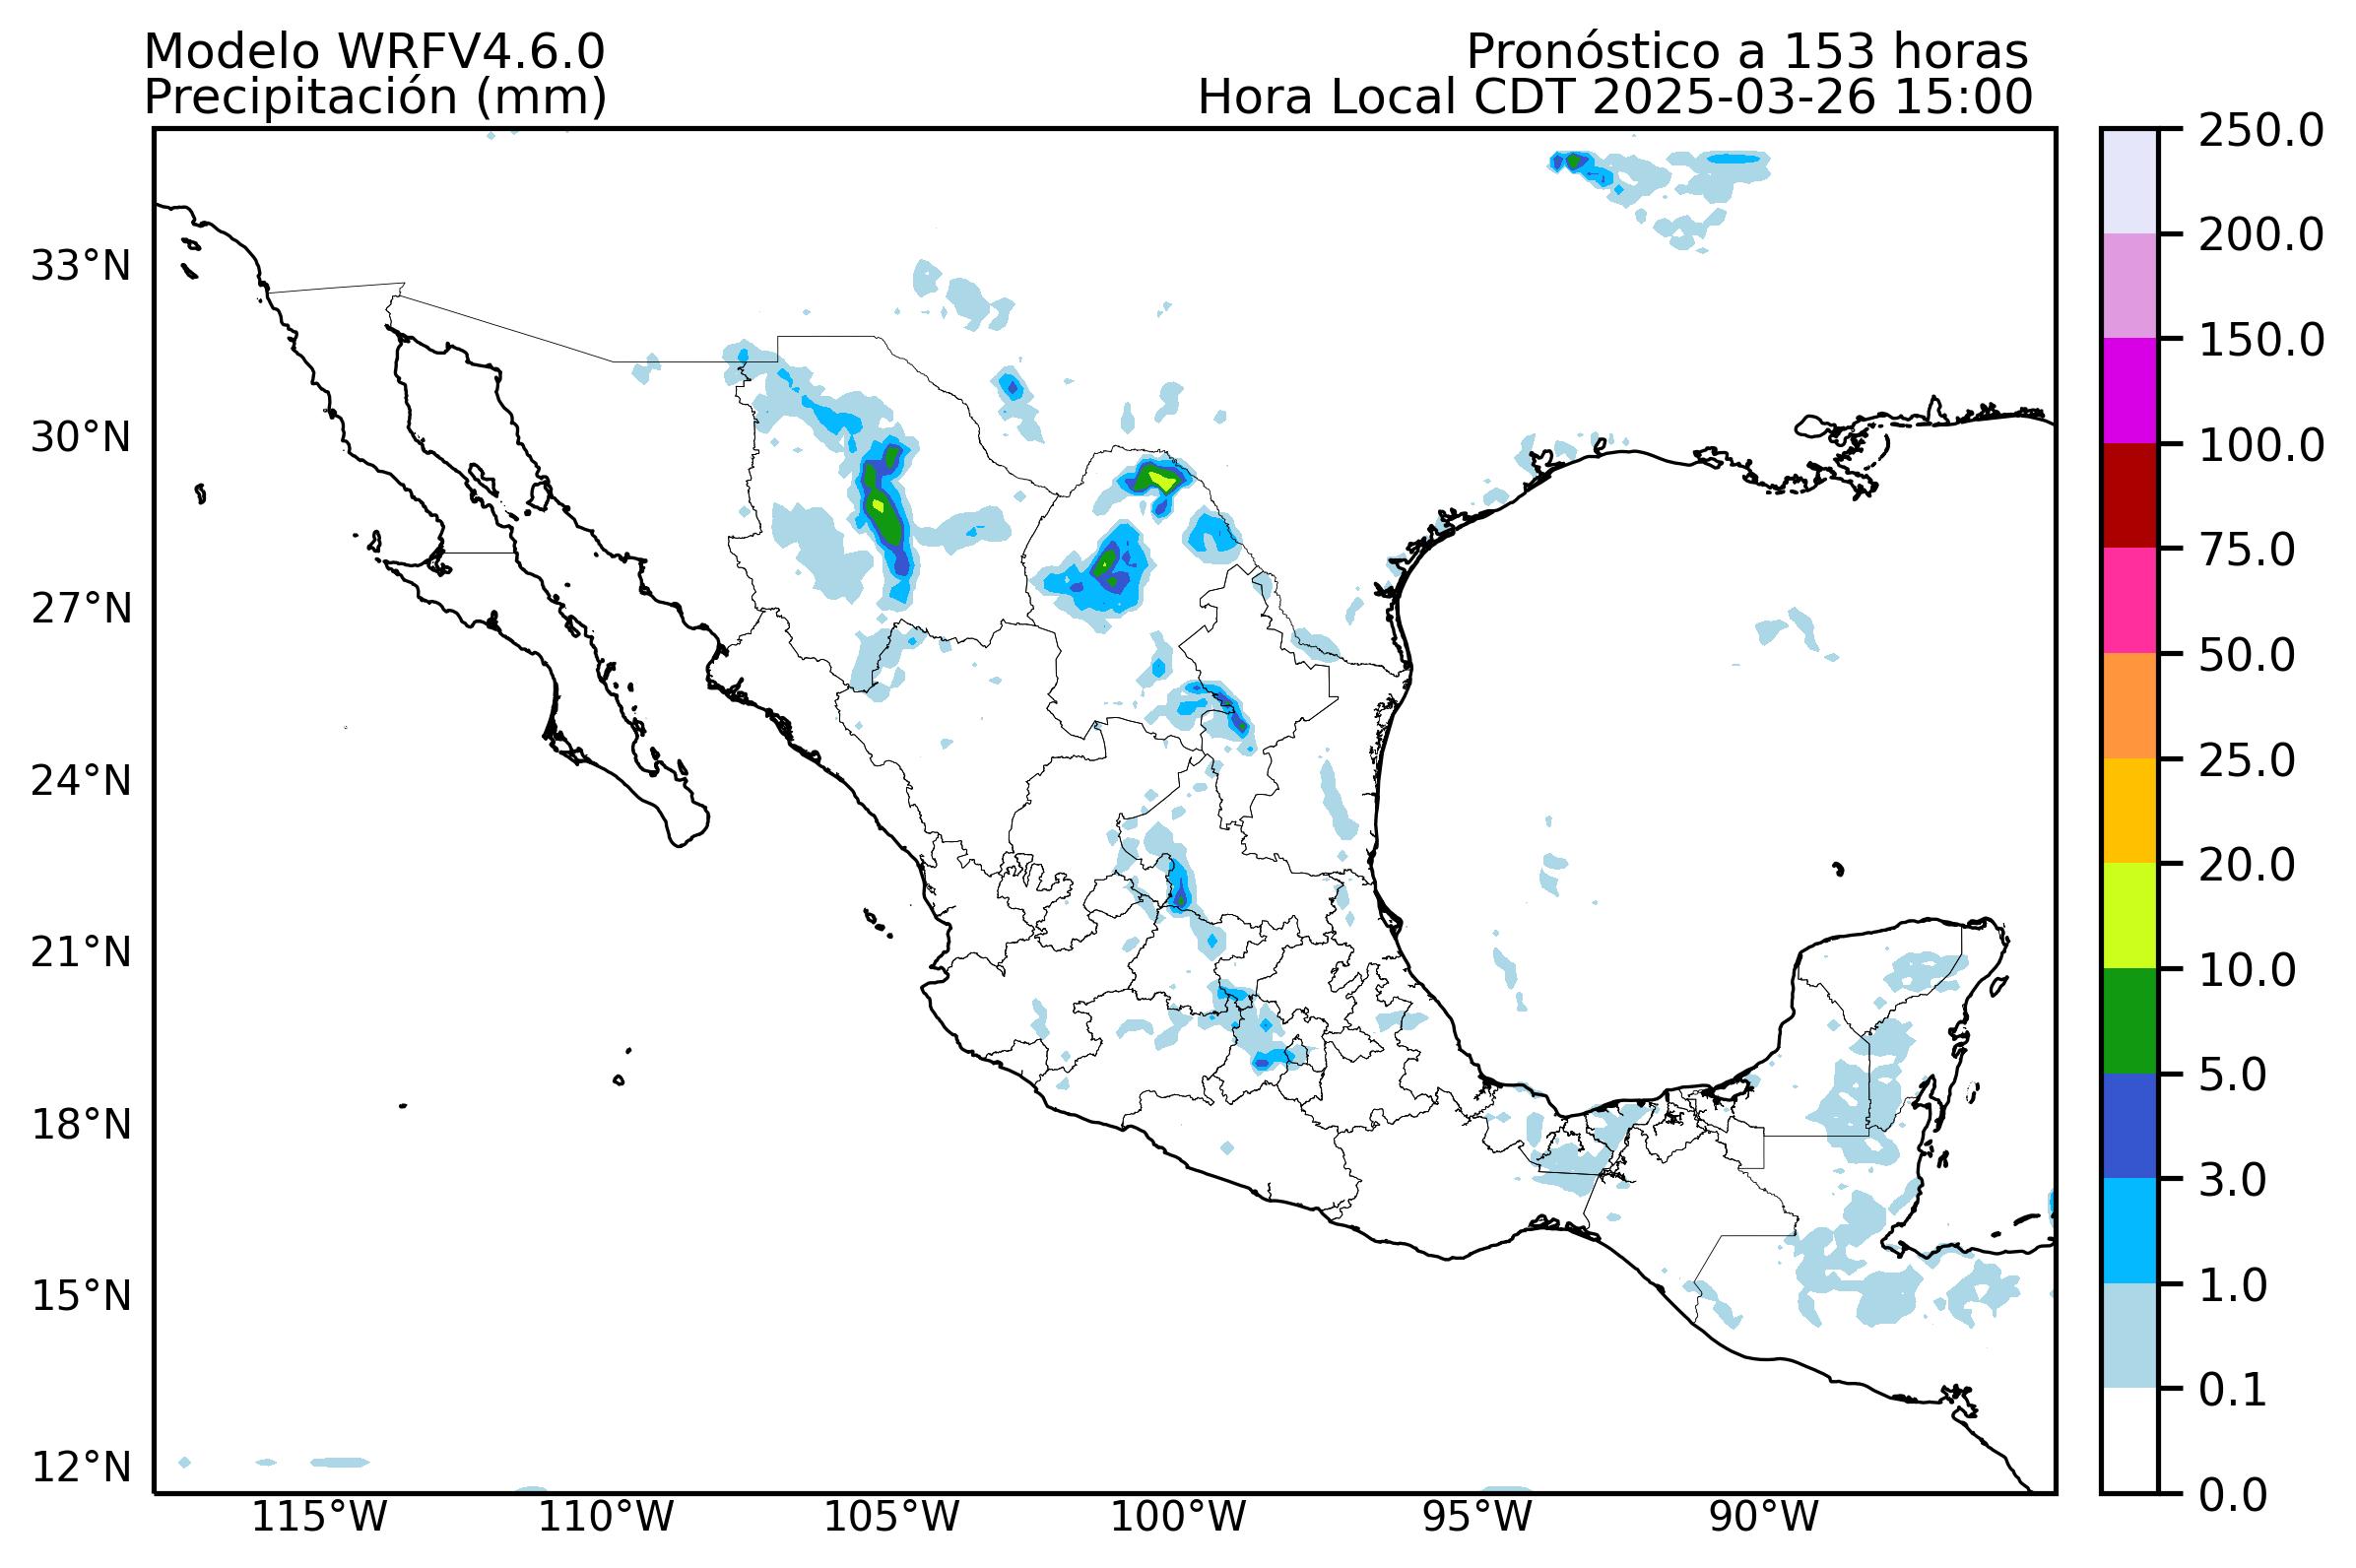 Modelo WRFV4.6.0
Precipitación (mm)
Pronóstico a 153 horas
Hora Local CDT 2025-03-26 15:00
33°N
30°N
27°N
24°N
21°N
18°N
15°N
12°N
115°W
110°W
105°W
100°W
95°W
90°W
250.0
200.0
150.0
100.0
75.0
50.0
25.0
20.0
10.0
5.0
3.0
1.0
0.1
0.0